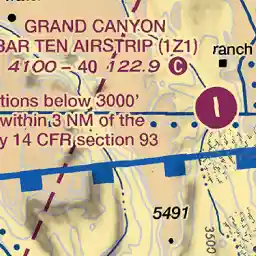 GRAND CANYON
BAR TEN AIRSTRIP (1Z1)
4100 – 40 122.9 C
ranch
tions below 3000'
within 3 NM of the
y 14 CFR section 93
5491
3500